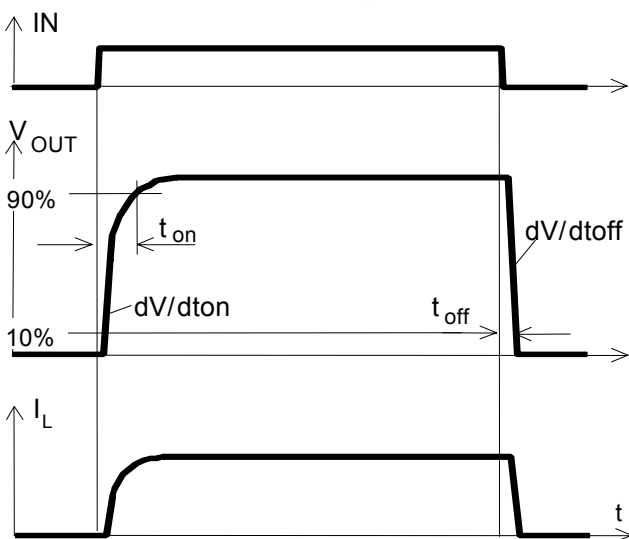 IN
V OUT
90%
t on
dV/dtoff
dV/dton
t off
10%
I L
t